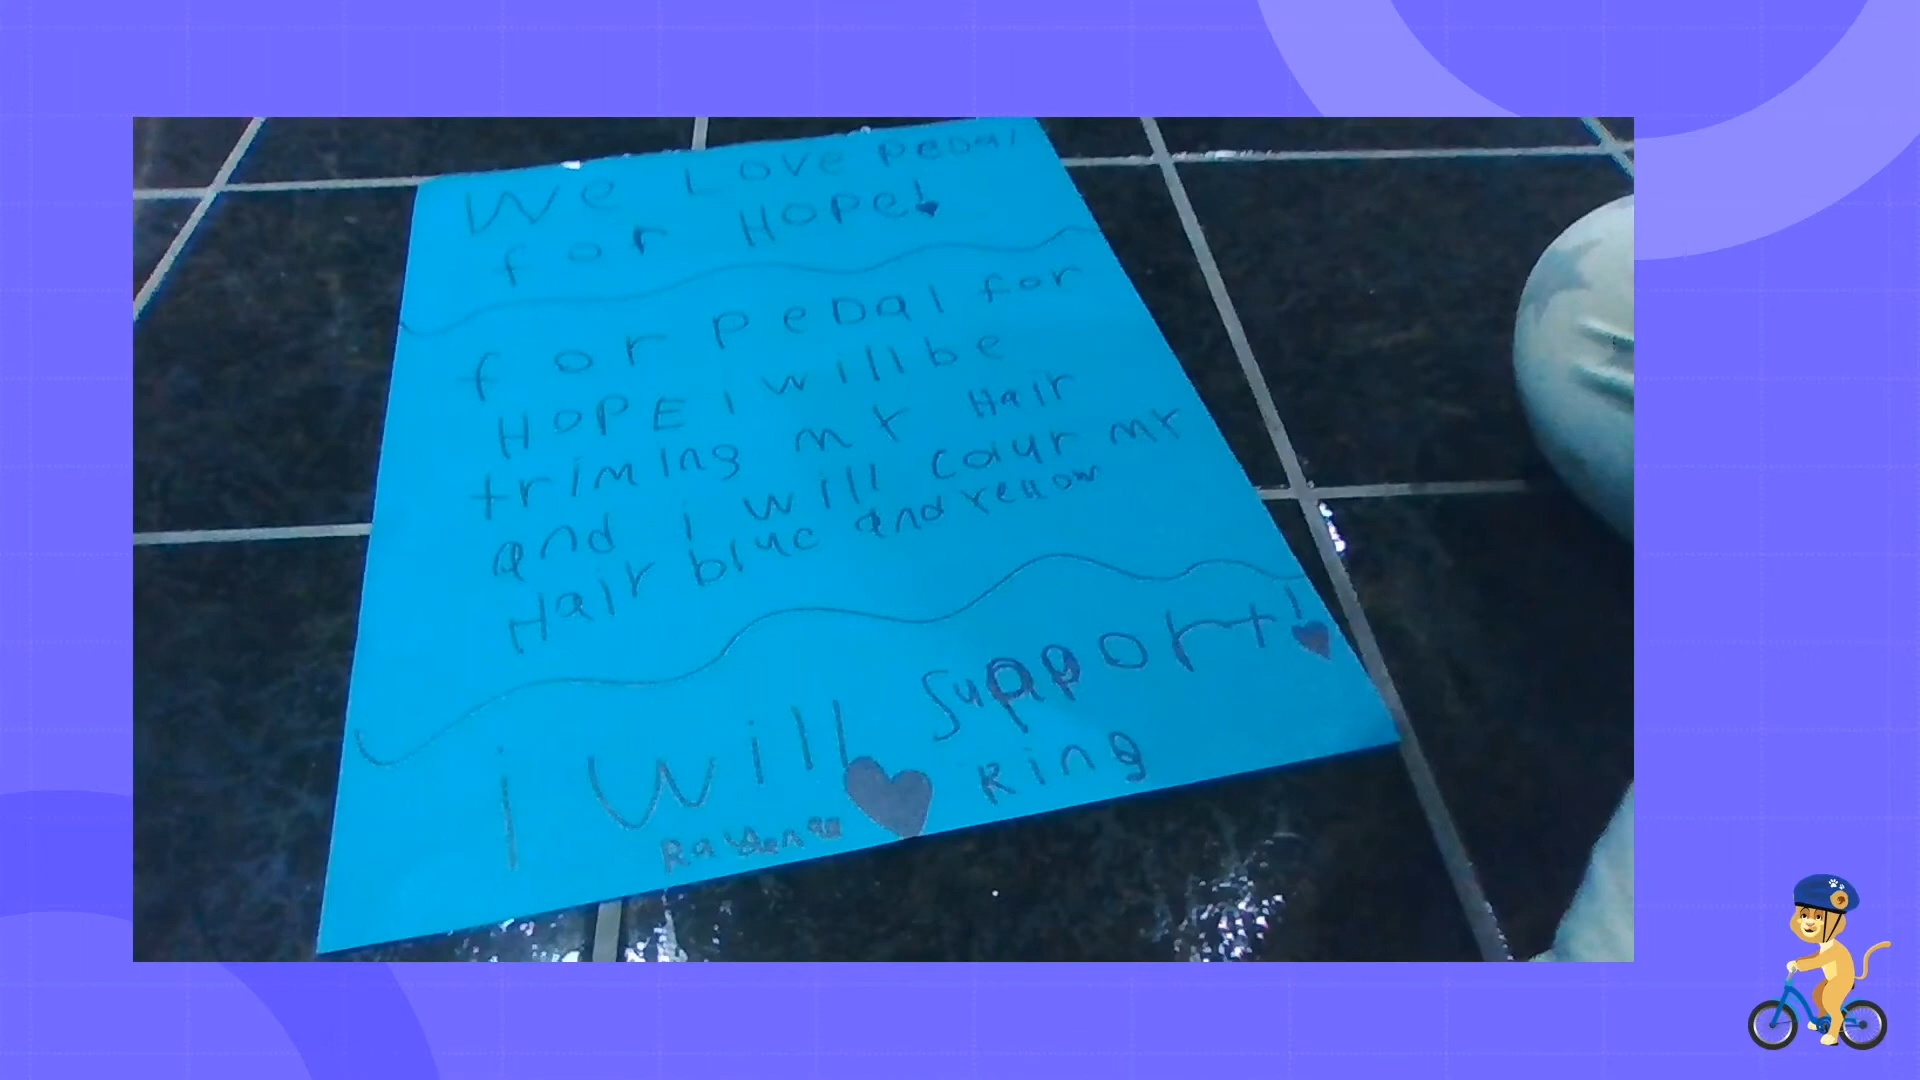 We Love Pedal
for Hope!
for Pedal for
HOPE i will be
triming my Hair
and i will colur my
Hair blue and yellow
i will support!
King